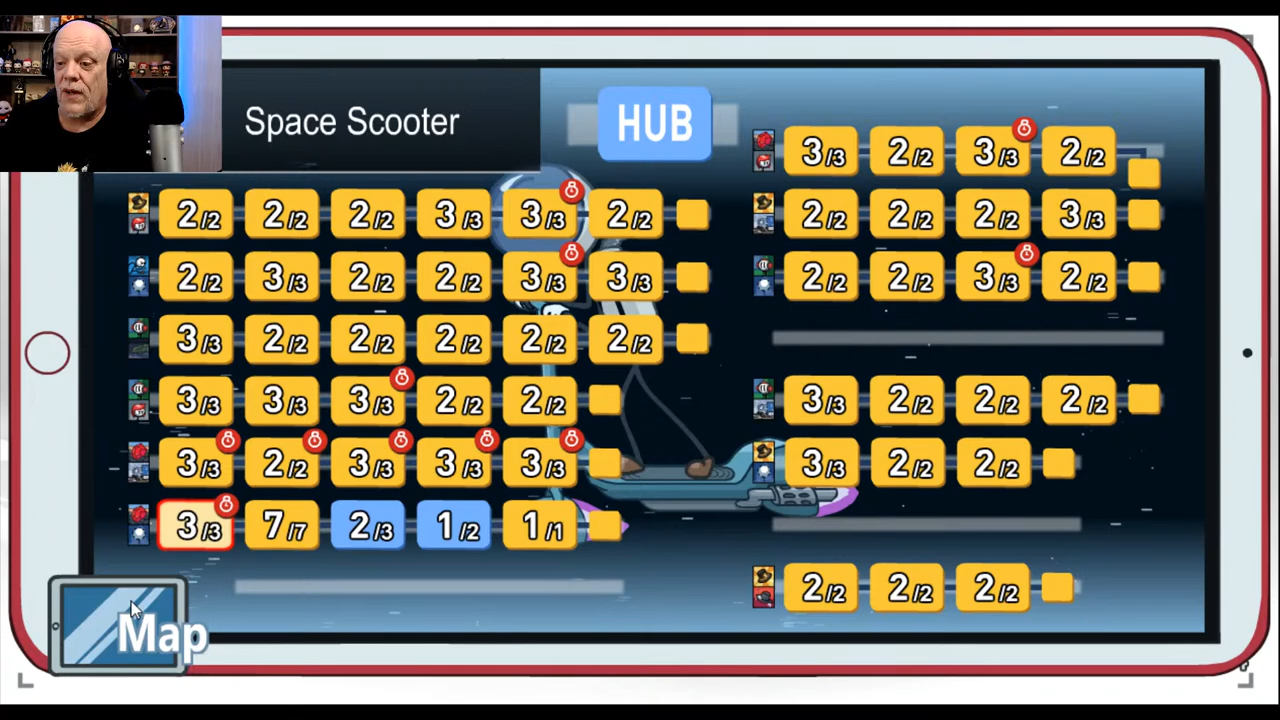 Space Scooter
HUB
3/3 2/2 3/3 2/2
2/2 2/2 2/2 3/3 3/3 2/2
2/2 2/2 2/2 3/3
2/2 3/3 2/2 2/2 3/3 3/3
2/2 2/2 3/3 2/2
3/3 2/2 2/2 2/2 2/2 2/2
3/3 3/3 3/3 2/2 2/2
3/3 2/2 2/2 2/2
3/3 2/2 3/3 3/3 3/3
3/3 2/2 2/2
3/3 7/7 2/3 1/2 1/1
2/2 2/2 2/2
Map